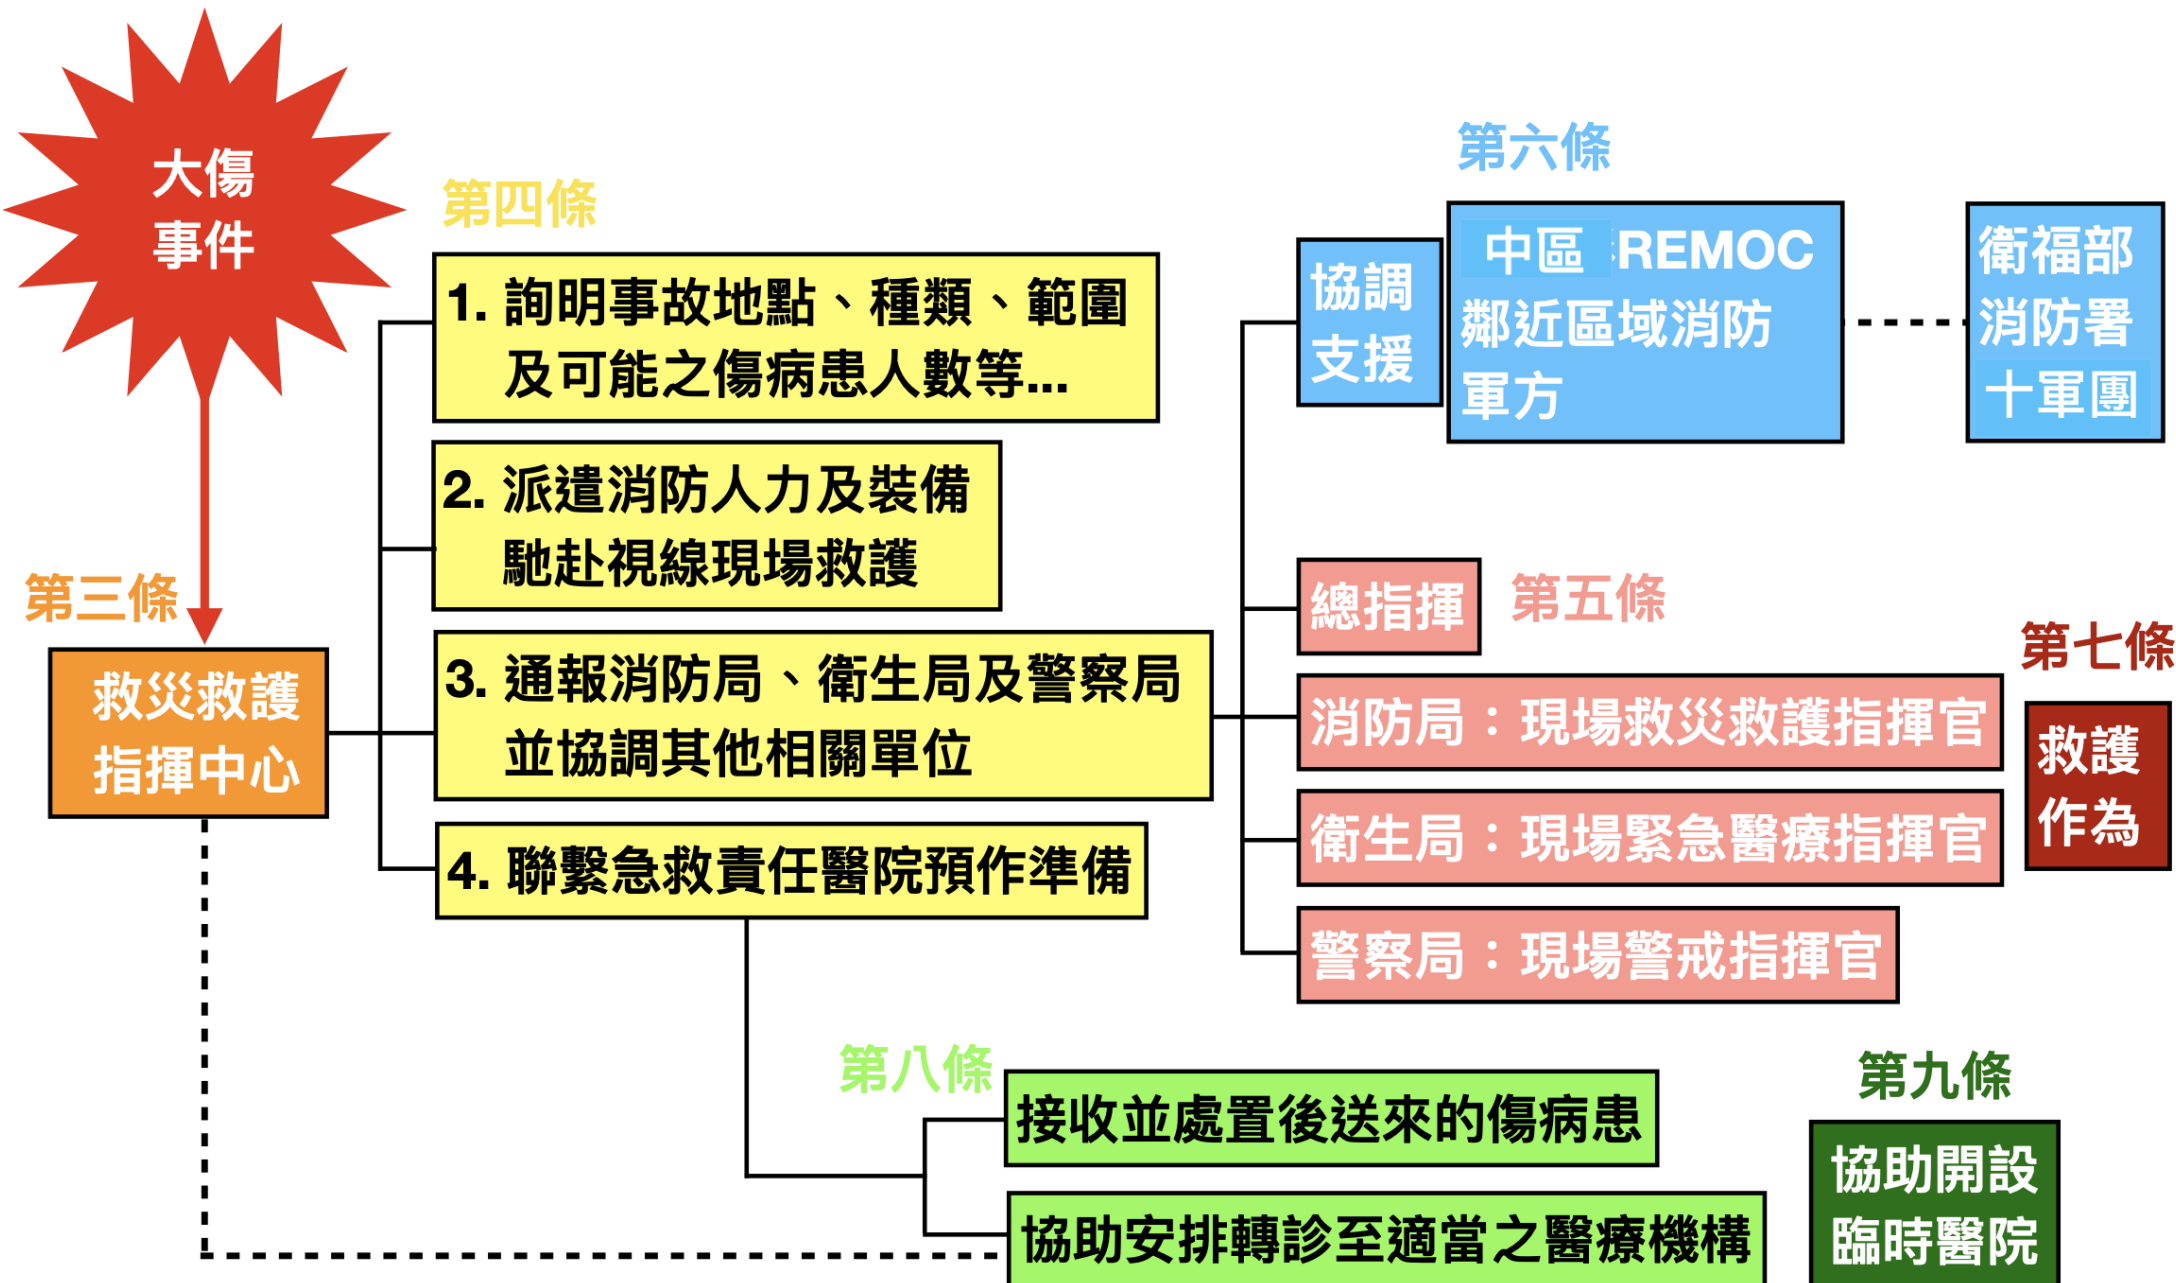 大傷
事件
第三條
救災救護
指揮中心
第四條
1. 詢明事故地點、種類、範圍
及可能之傷病患人數等...
2. 派遣消防人力及裝備
馳赴視線現場救護
3. 通報消防局、衛生局及警察局
並協調其他相關單位
4. 聯繫急救責任醫院預作準備
第六條
協調
支援
中區REMOC
鄰近區域消防
軍方
衛福部
消防署
十軍團
總指揮
第五條
消防局：現場救災救護指揮官
衛生局：現場緊急醫療指揮官
警察局：現場警戒指揮官
第七條
救護
作為
第八條
接收並處置後送來的傷病患
協助安排轉診至適當之醫療機構
第九條
協助開設
臨時醫院